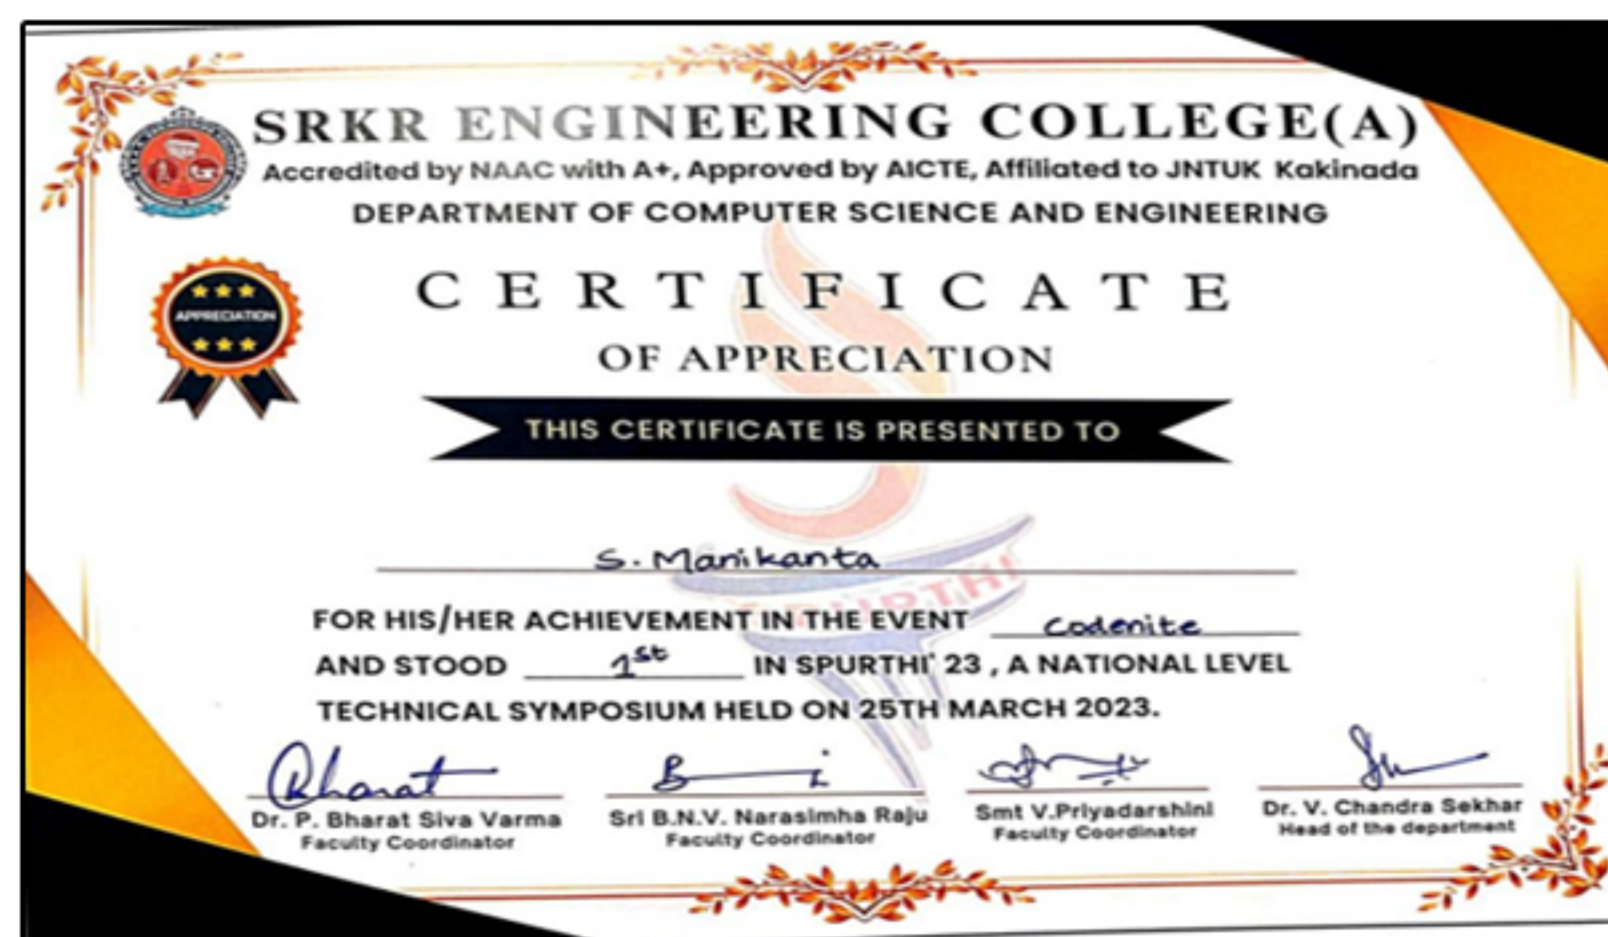 SRKR ENGINEERING COLLEGE(A)
Accredited by NAAC with A+, Approved by AICTE, Affiliated to JNTUK Kakinada
DEPARTMENT OF COMPUTER SCIENCE AND ENGINEERING
APPRECIATION
CERTIFICATE
OF APPRECIATION
THIS CERTIFICATE IS PRESENTED TO
S. Manikanta
SPURTHI
FOR HIS/HER ACHIEVEMENT IN THE EVENT Codenite
AND STOOD 1st IN SPURTHI' 23 , A NATIONAL LEVEL
TECHNICAL SYMPOSIUM HELD ON 25TH MARCH 2023.
Bharat
Dr. P. Bharat Siva Varma Sri B.N.V. Narasimha Raju Smt V.Priyadarshini Dr. V. Chandra Sekhar
Faculty Coordinator Faculty Coordinator Faculty Coordinator Head of the department